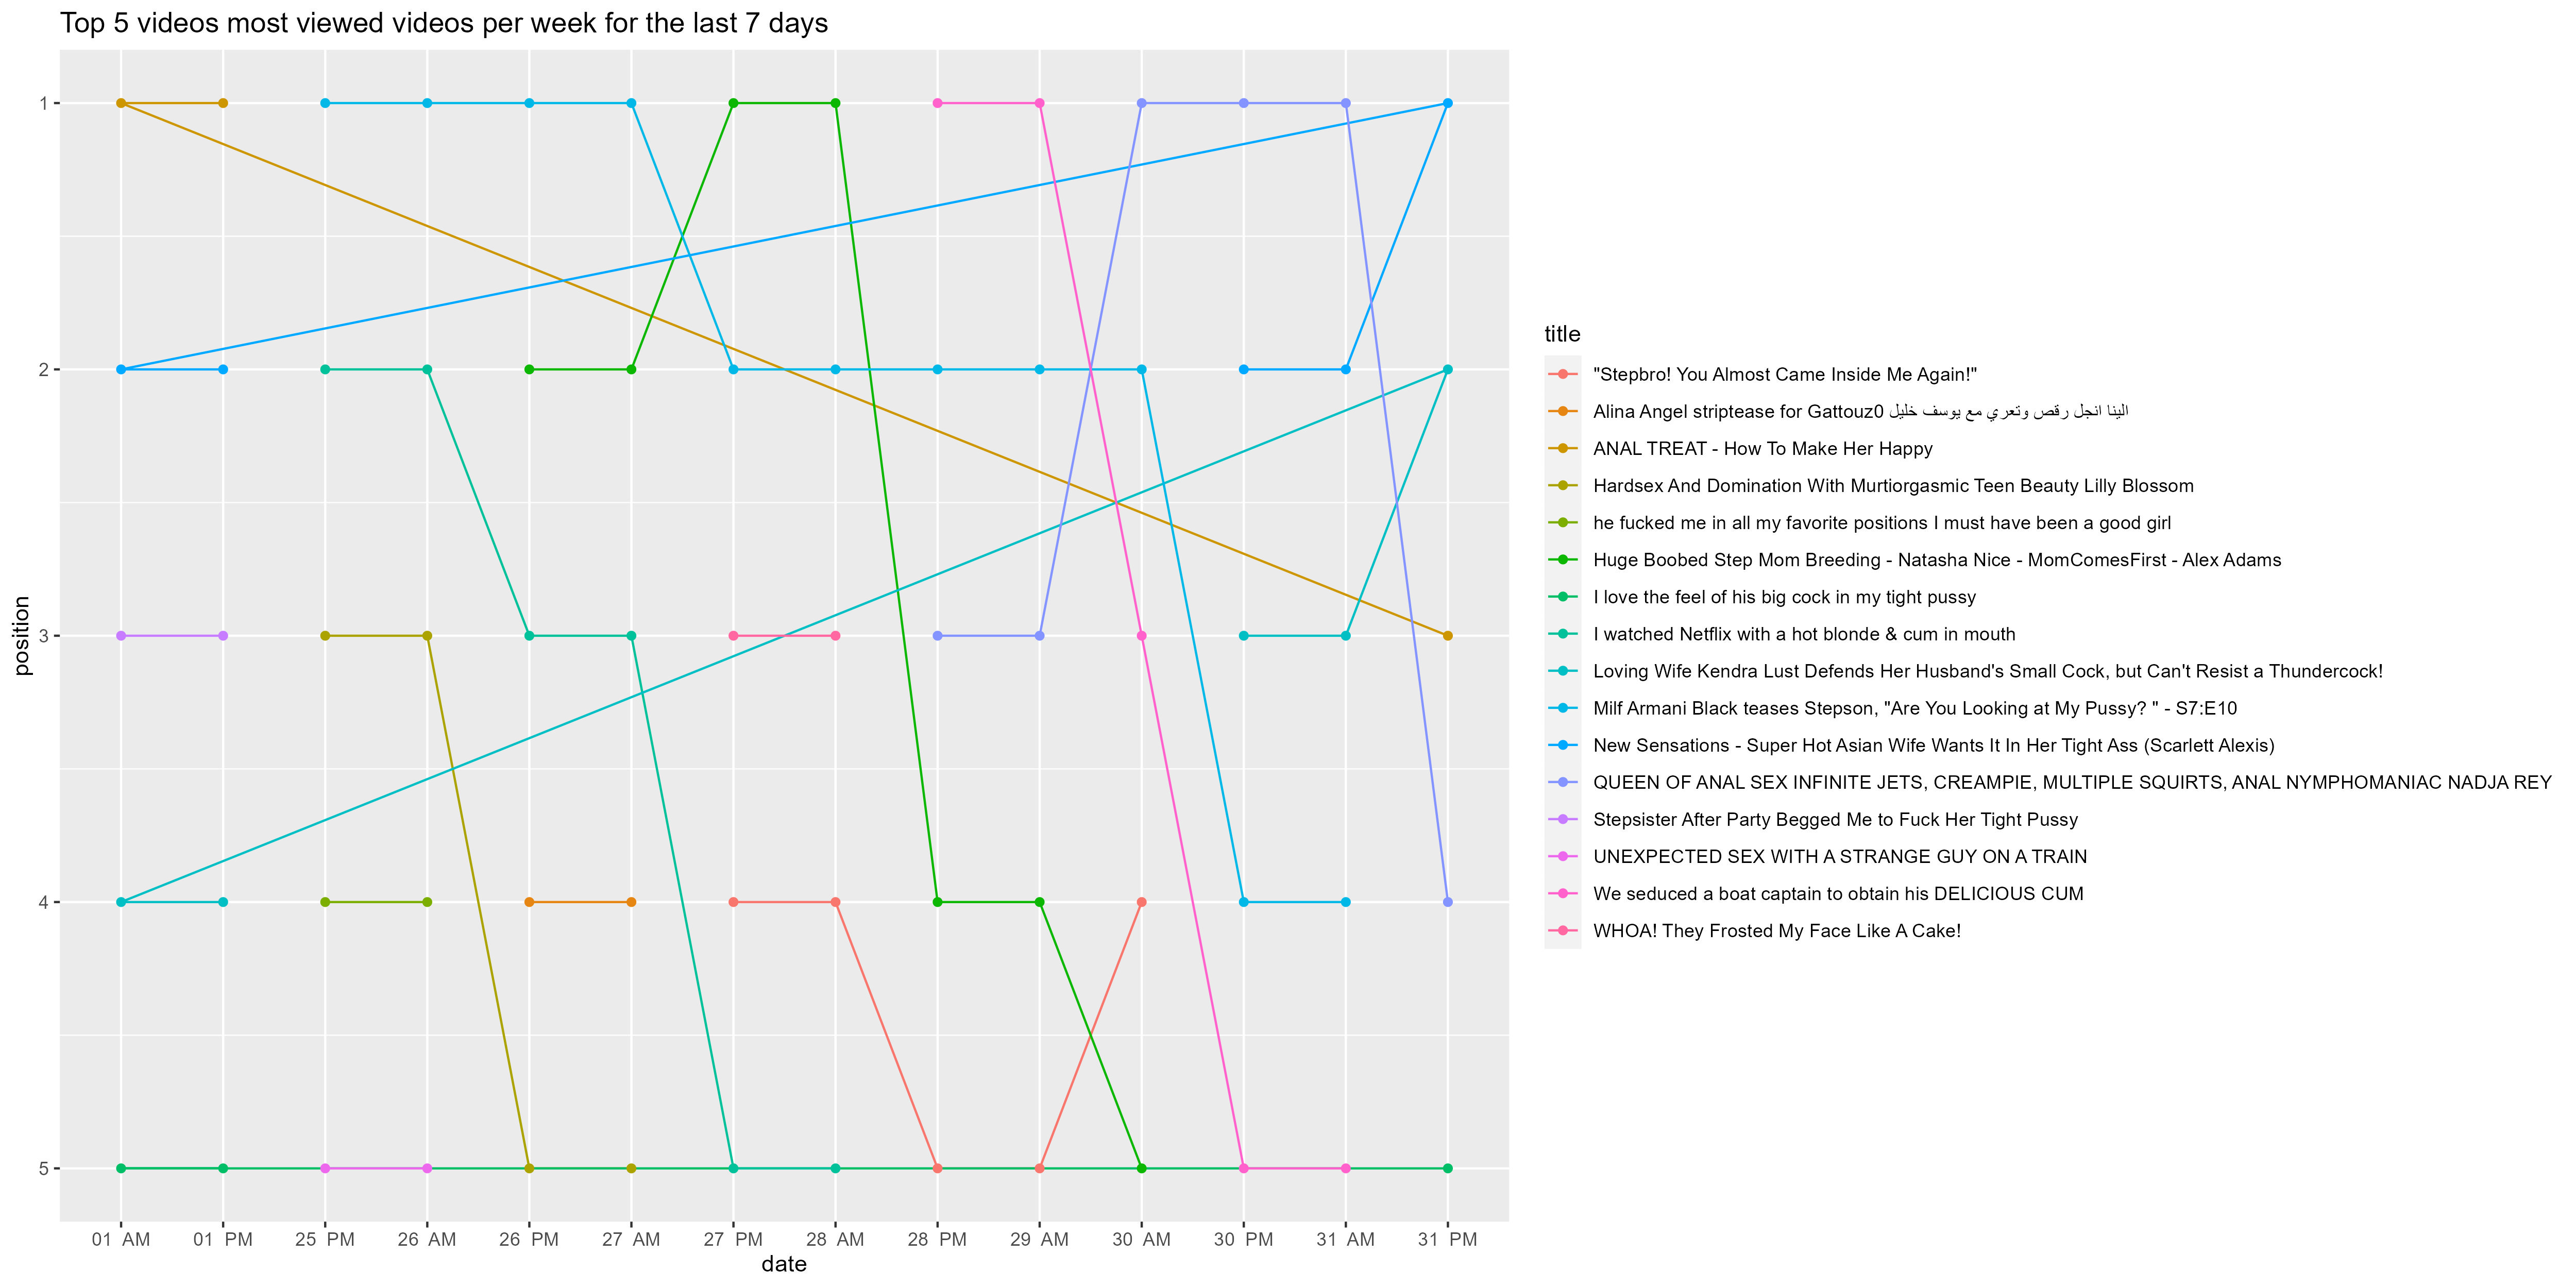 Top 5 videos most viewed videos per week for the last 7 days
position
1
2
3
4
5
01 AM
01 PM
25 PM
26 AM
26 PM
27 AM
27 PM
28 AM
28 PM
29 AM
30 AM
30 PM
31 AM
31 PM
date
title
"Stepbro! You Almost Came Inside Me Again!"
Alina Angel striptease for Gattouz0 الينا انجل رقص وتعري مع يوسف خليل
ANAL TREAT - How To Make Her Happy
Hardsex And Domination With Murtiorgasmic Teen Beauty Lilly Blossom
he fucked me in all my favorite positions I must have been a good girl
Huge Boobed Step Mom Breeding - Natasha Nice - MomComesFirst - Alex Adams
I love the feel of his big cock in my tight pussy
I watched Netflix with a hot blonde & cum in mouth
Loving Wife Kendra Lust Defends Her Husband's Small Cock, but Can't Resist a Thundercock!
Milf Armani Black teases Stepson, "Are You Looking at My Pussy? " - S7:E10
New Sensations - Super Hot Asian Wife Wants It In Her Tight Ass (Scarlett Alexis)
QUEEN OF ANAL SEX INFINITE JETS, CREAMPIE, MULTIPLE SQUIRTS, ANAL NYMPHOMANIAC NADJA REY
Stepsister After Party Begged Me to Fuck Her Tight Pussy
UNEXPECTED SEX WITH A STRANGE GUY ON A TRAIN
We seduced a boat captain to obtain his DELICIOUS CUM
WHOA! They Frosted My Face Like A Cake!